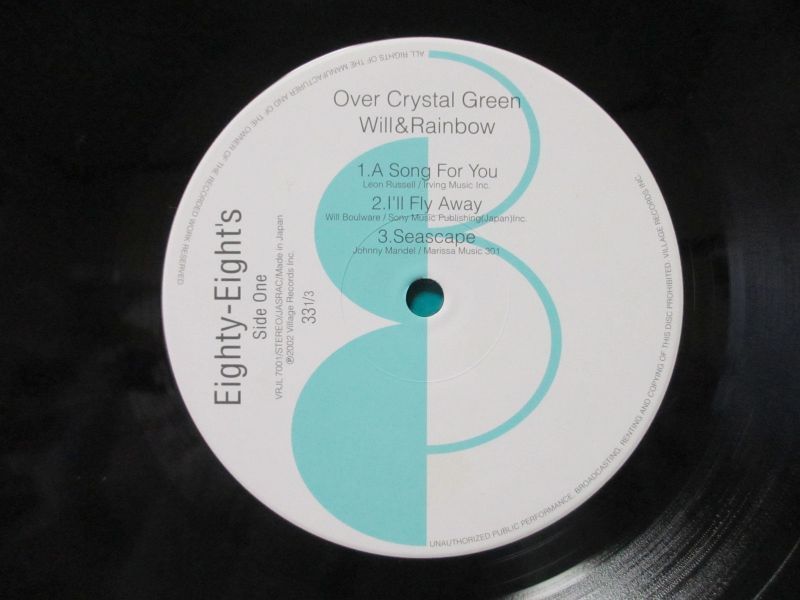 Over Crystal Green
Will&Rainbow
1.A Song For You
Leon Russell / Irving Music Inc.
2.I'll Fly Away
Will Boulware / Sony Music Publishing(Japan)Inc.
3.Seascape
Johnny Mandel / Marissa Music 301
Eighty-Eight's
Side One
VRJL 7001/STEREO/JASRAC/Made in Japan
℗2002 Village Records Inc.
33 1/3
ALL RIGHTS OF THE MANUFACTURER AND OF THE OWNER OF THE RECORDED WORK RESERVED.
UNAUTHORIZED PUBLIC PERFORMANCE. BROADCASTING. RENTING AND COPYING OF THIS DISC PROHIBITED. VILLAGE RECORDS INC.